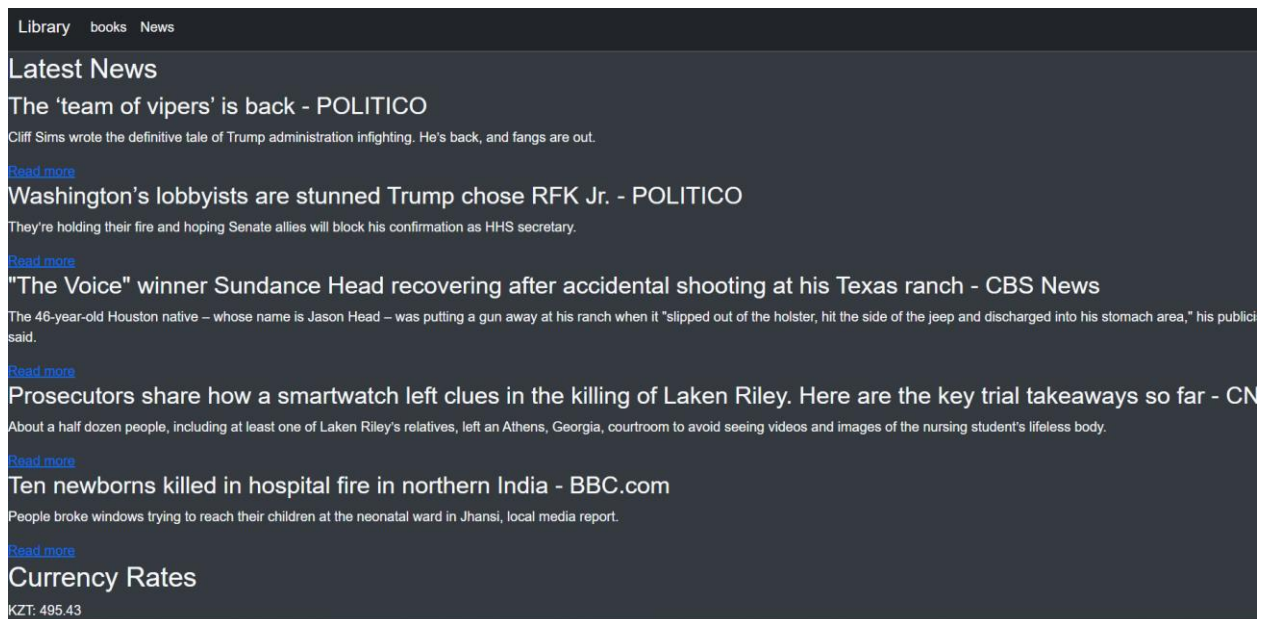 Library books News
Latest News
The ‘team of vipers’ is back - POLITICO
Cliff Sims wrote the definitive tale of Trump administration infighting. He's back, and fangs are out.
Read more
Washington’s lobbyists are stunned Trump chose RFK Jr. - POLITICO
They're holding their fire and hoping Senate allies will block his confirmation as HHS secretary.
Read more
"The Voice" winner Sundance Head recovering after accidental shooting at his Texas ranch - CBS News
The 46-year-old Houston native – whose name is Jason Head – was putting a gun away at his ranch when it "slipped out of the holster, hit the side of the jeep and discharged into his stomach area," his
said.
Read more
Prosecutors share how a smartwatch left clues in the killing of Laken Riley. Here are the key trial takeaways so far - CN
About a half dozen people, including at least one of Laken Riley's relatives, left an Athens, Georgia, courtroom to avoid seeing videos and images of the nursing student's lifeless body.
Read more
Ten newborns killed in hospital fire in northern India - BBC.com
People broke windows trying to reach their children at the neonatal ward in Jhansi, local media report.
Read more
Currency Rates
KZT: 495.43